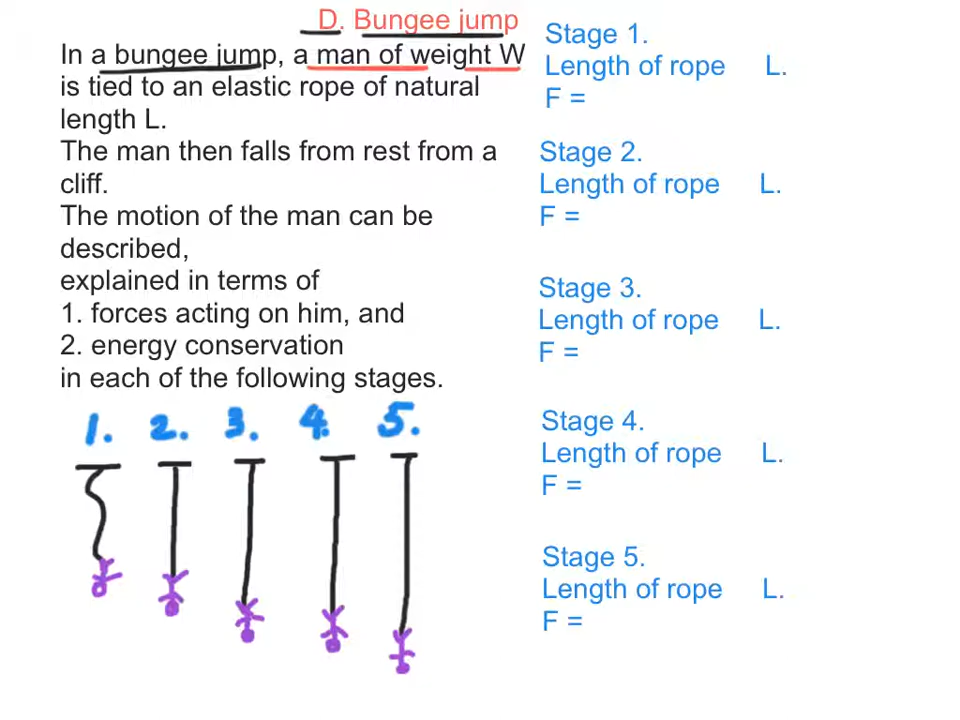 D. Bungee jump
In a bungee jump, a man of weight W
is tied to an elastic rope of natural
length L.
The man then falls from rest from a
cliff.
The motion of the man can be
described,
explained in terms of
1. forces acting on him, and
2. energy conservation
in each of the following stages.
1. 2. 3. 4. 5.
Stage 1.
Length of rope L.
F =
Stage 2.
Length of rope L.
F =
Stage 3.
Length of rope L.
F =
Stage 4.
Length of rope L.
F =
Stage 5.
Length of rope L.
F =